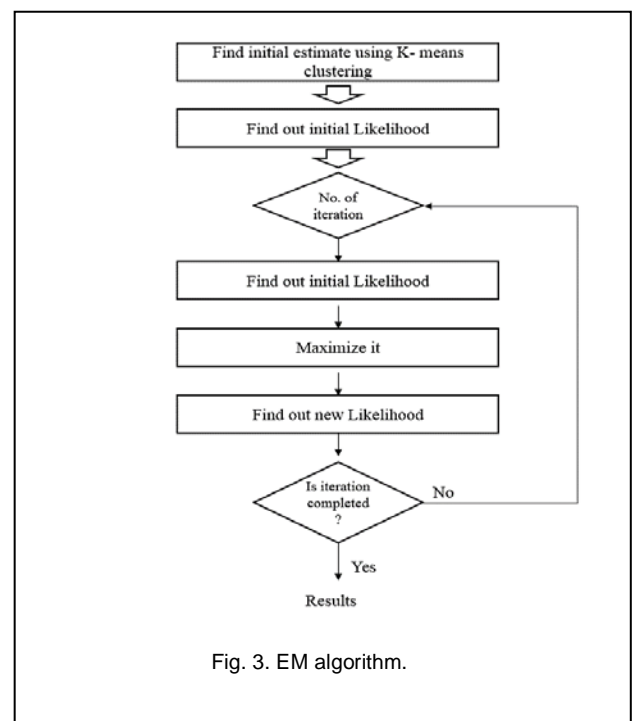 Find initial estimate using K- means
clustering
Find out initial Likelihood
No. of
iteration
Find out initial Likelihood
Maximize it
Find out new Likelihood
Is iteration
completed
?
No
Yes
Results
Fig. 3. EM algorithm.